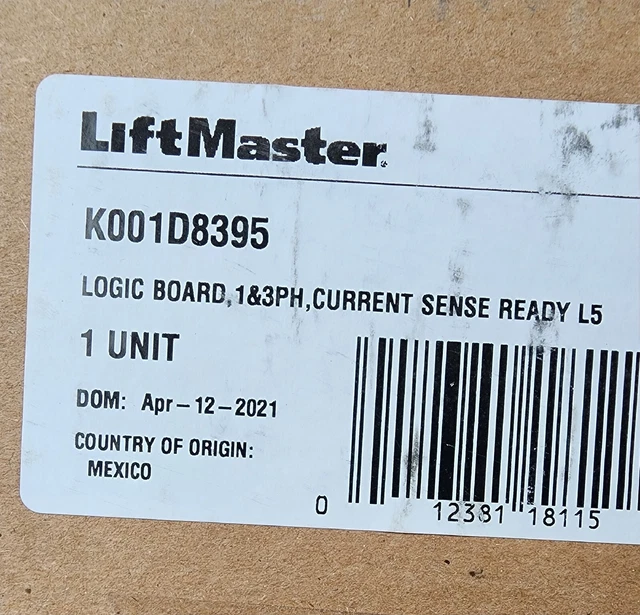 LiftMaster
K001D8395
LOGIC BOARD,1&3PH,CURRENT SENSE READY L5
1 UNIT
DOM: Apr-12-2021
COUNTRY OF ORIGIN:
MEXICO
0 12381 18115